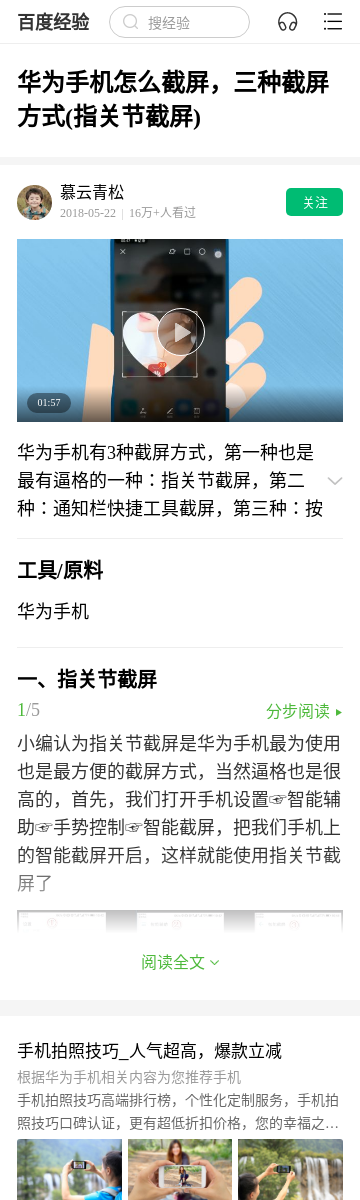 百度经验
搜经验
华为手机怎么截屏，三种截屏
方式(指关节截屏)
慕云青松
2018-05-22 | 16万+人看过
关注
01:57
华为手机有3种截屏方式，第一种也是
最有逼格的一种：指关节截屏，第二
种：通知栏快捷工具截屏，第三种：按
工具/原料
华为手机
一、指关节截屏
1/5
分步阅读
小编认为指关节截屏是华为手机最为使用
也是最方便的截屏方式，当然逼格也是很
高的，首先，我们打开手机设置☞智能辅
助☞手势控制☞智能截屏，把我们手机上
的智能截屏开启，这样就能使用指关节截
屏了
阅读全文
手机拍照技巧_人气超高，爆款立减
根据华为手机相关内容为您推荐手机
手机拍照技巧高端排行榜，个性化定制服务，手机拍
照技巧口碑认证，更有超低折扣价格，您的幸福之…